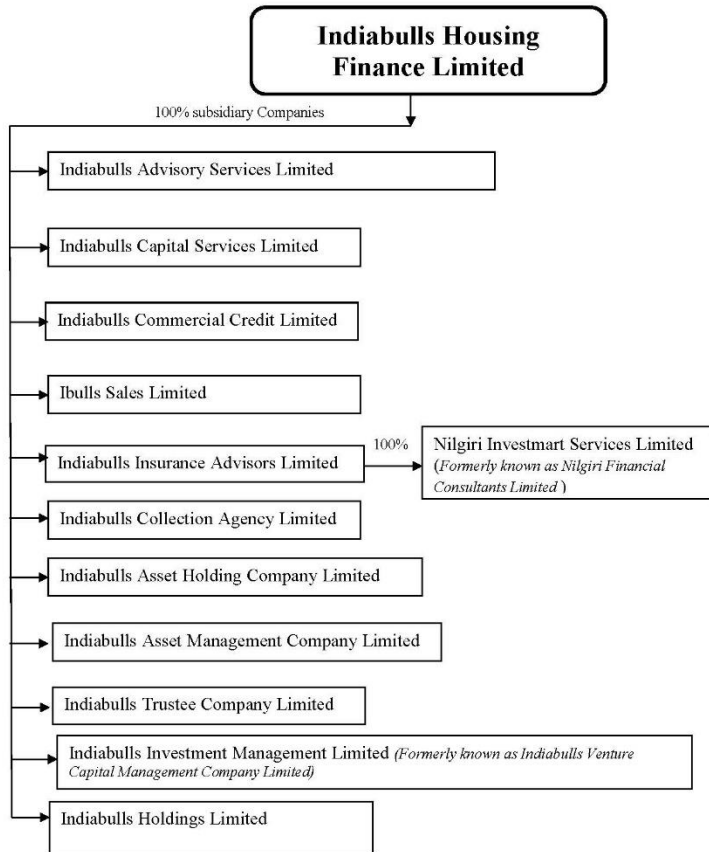 Indiabulls Housing
Finance Limited
100% subsidiary Companies
Indiabulls Advisory Services Limited
Indiabulls Capital Services Limited
Indiabulls Commercial Credit Limited
Ibulls Sales Limited
Indiabulls Insurance Advisors Limited
100%
Nilgiri Investmart Services Limited
(Formerly known as Nilgiri Financial
Consultants Limited )
Indiabulls Collection Agency Limited
Indiabulls Asset Holding Company Limited
Indiabulls Asset Management Company Limited
Indiabulls Trustee Company Limited
Indiabulls Investment Management Limited (Formerly known as Indiabulls Venture
Capital Management Company Limited)
Indiabulls Holdings Limited